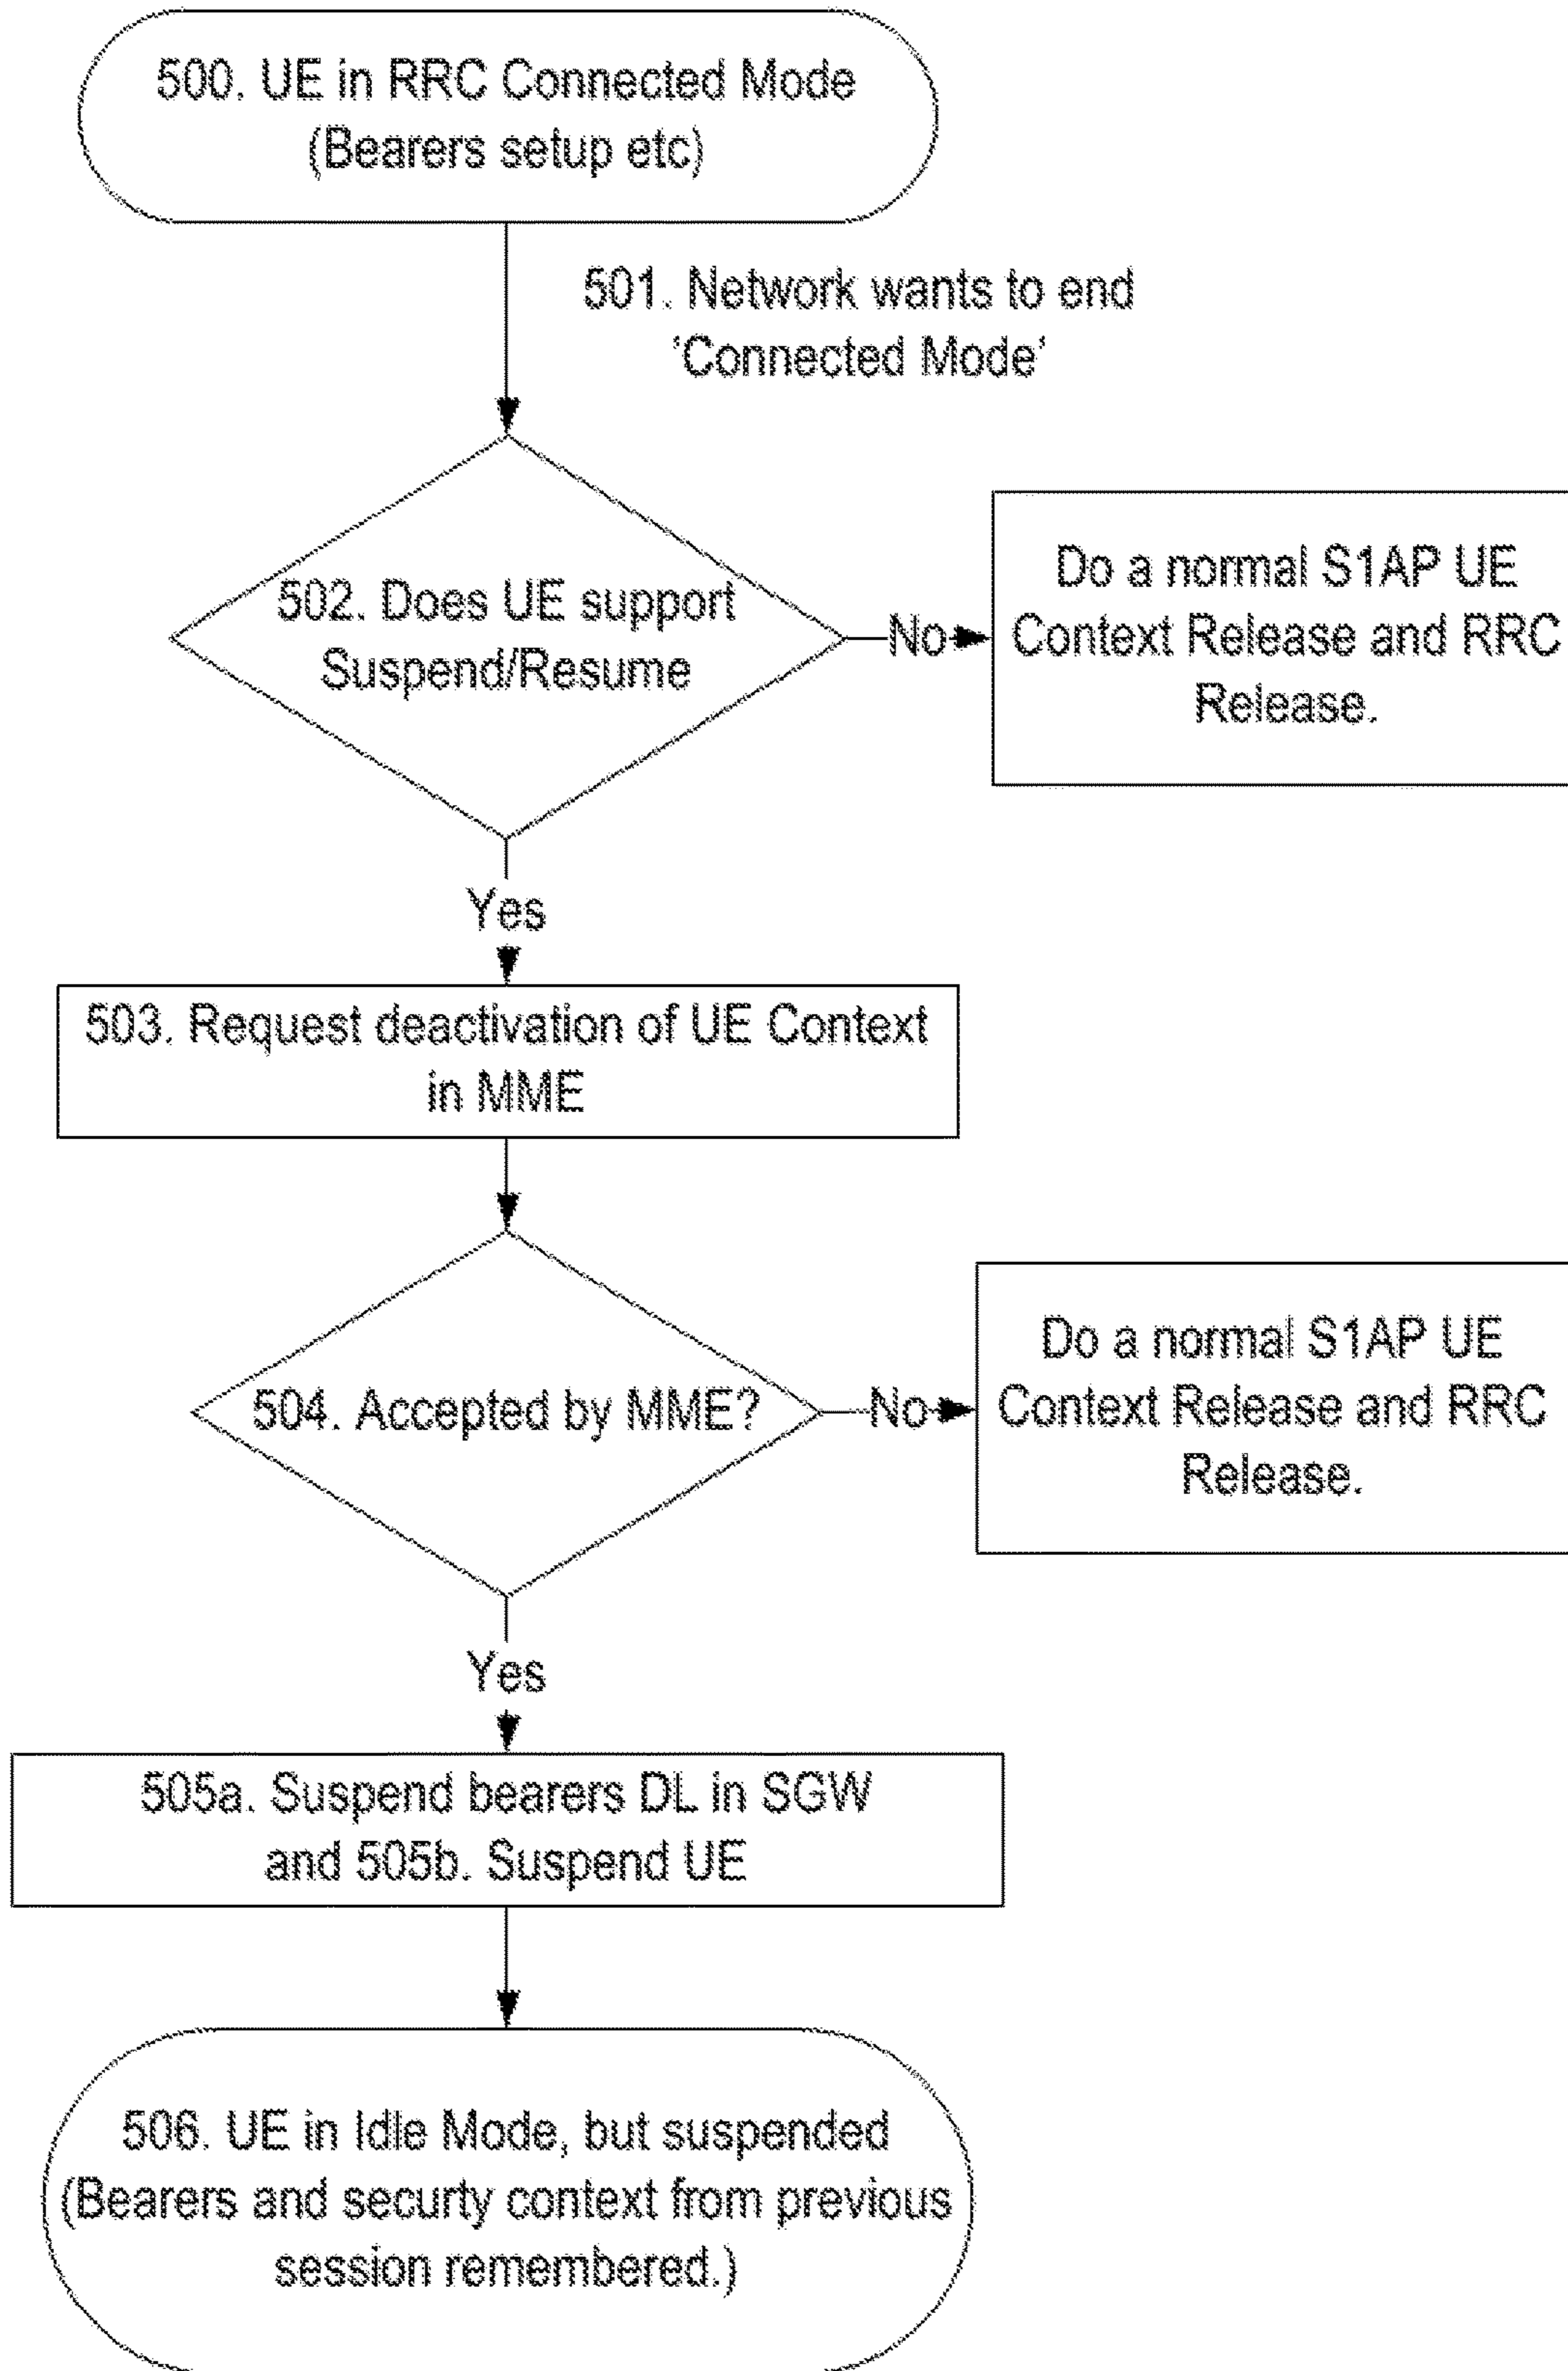 500. UE in RRC Connected Mode
(Bearers setup etc)
501. Network wants to end
'Connected Mode'
502. Does UE support
Suspend/Resume
No
Do a normal S1AP UE
Context Release and RRC
Release.
Yes
503. Request deactivation of UE Context
in MME
504. Accepted by MME?
No
Do a normal S1AP UE
Context Release and RRC
Release.
Yes
505a. Suspend bearers DL in SGW
and 505b. Suspend UE
506. UE in Idle Mode, but suspended
(Bearers and securty context from previous
session remembered.)